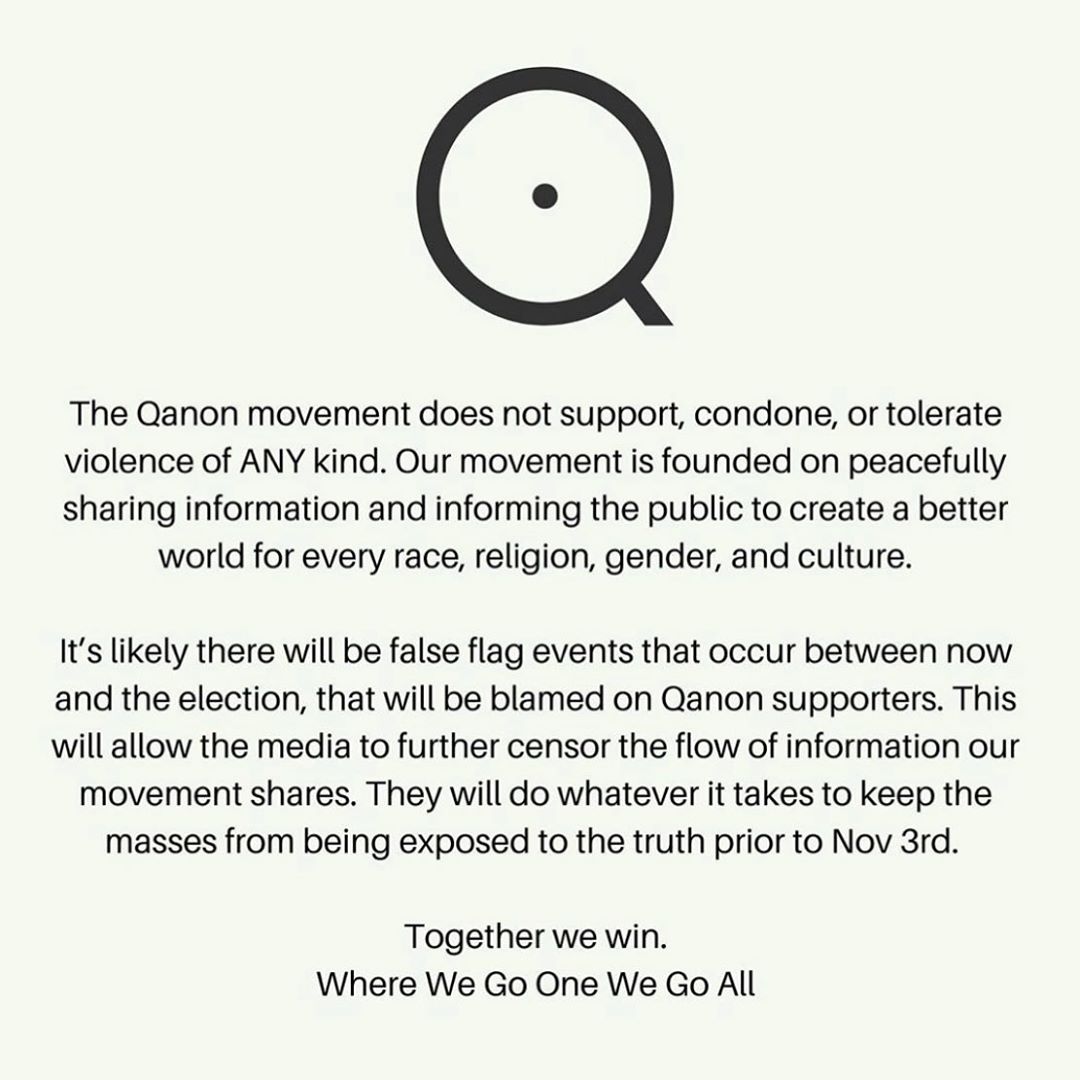 Q
The Qanon movement does not support, condone, or tolerate
violence of ANY kind. Our movement is founded on peacefully
sharing information and informing the public to create a better
world for every race, religion, gender, and culture.
It’s likely there will be false flag events that occur between now
and the election, that will be blamed on Qanon supporters. This
will allow the media to further censor the flow of information our
movement shares. They will do whatever it takes to keep the
masses from being exposed to the truth prior to Nov 3rd.
Together we win.
Where We Go One We Go All